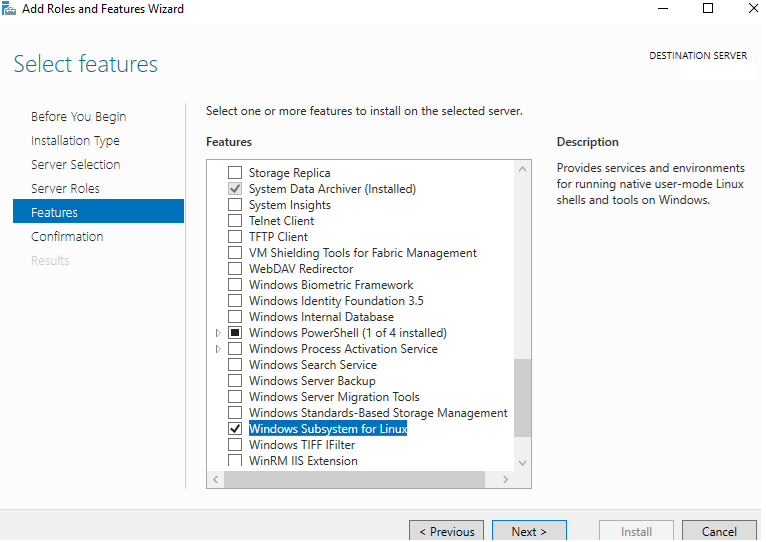 Add Roles and Features Wizard
Select features
DESTINATION SERVER
Before You Begin
Installation Type
Server Selection
Server Roles
Features
Confirmation
Results
Select one or more features to install on the selected server.
Features
Storage Replica
System Data Archiver (Installed)
System Insights
Telnet Client
TFTP Client
VM Shielding Tools for Fabric Management
WebDAV Redirector
Windows Biometric Framework
Windows Identity Foundation 3.5
Windows Internal Database
Windows PowerShell (1 of 4 installed)
Windows Process Activation Service
Windows Search Service
Windows Server Backup
Windows Server Migration Tools
Windows Standards-Based Storage Management
Windows Subsystem for Linux
Windows TIFF IFilter
WinRM IIS Extension
Description
Provides services and environments
for running native user-mode Linux
shells and tools on Windows.
< Previous
Next >
Install
Cancel